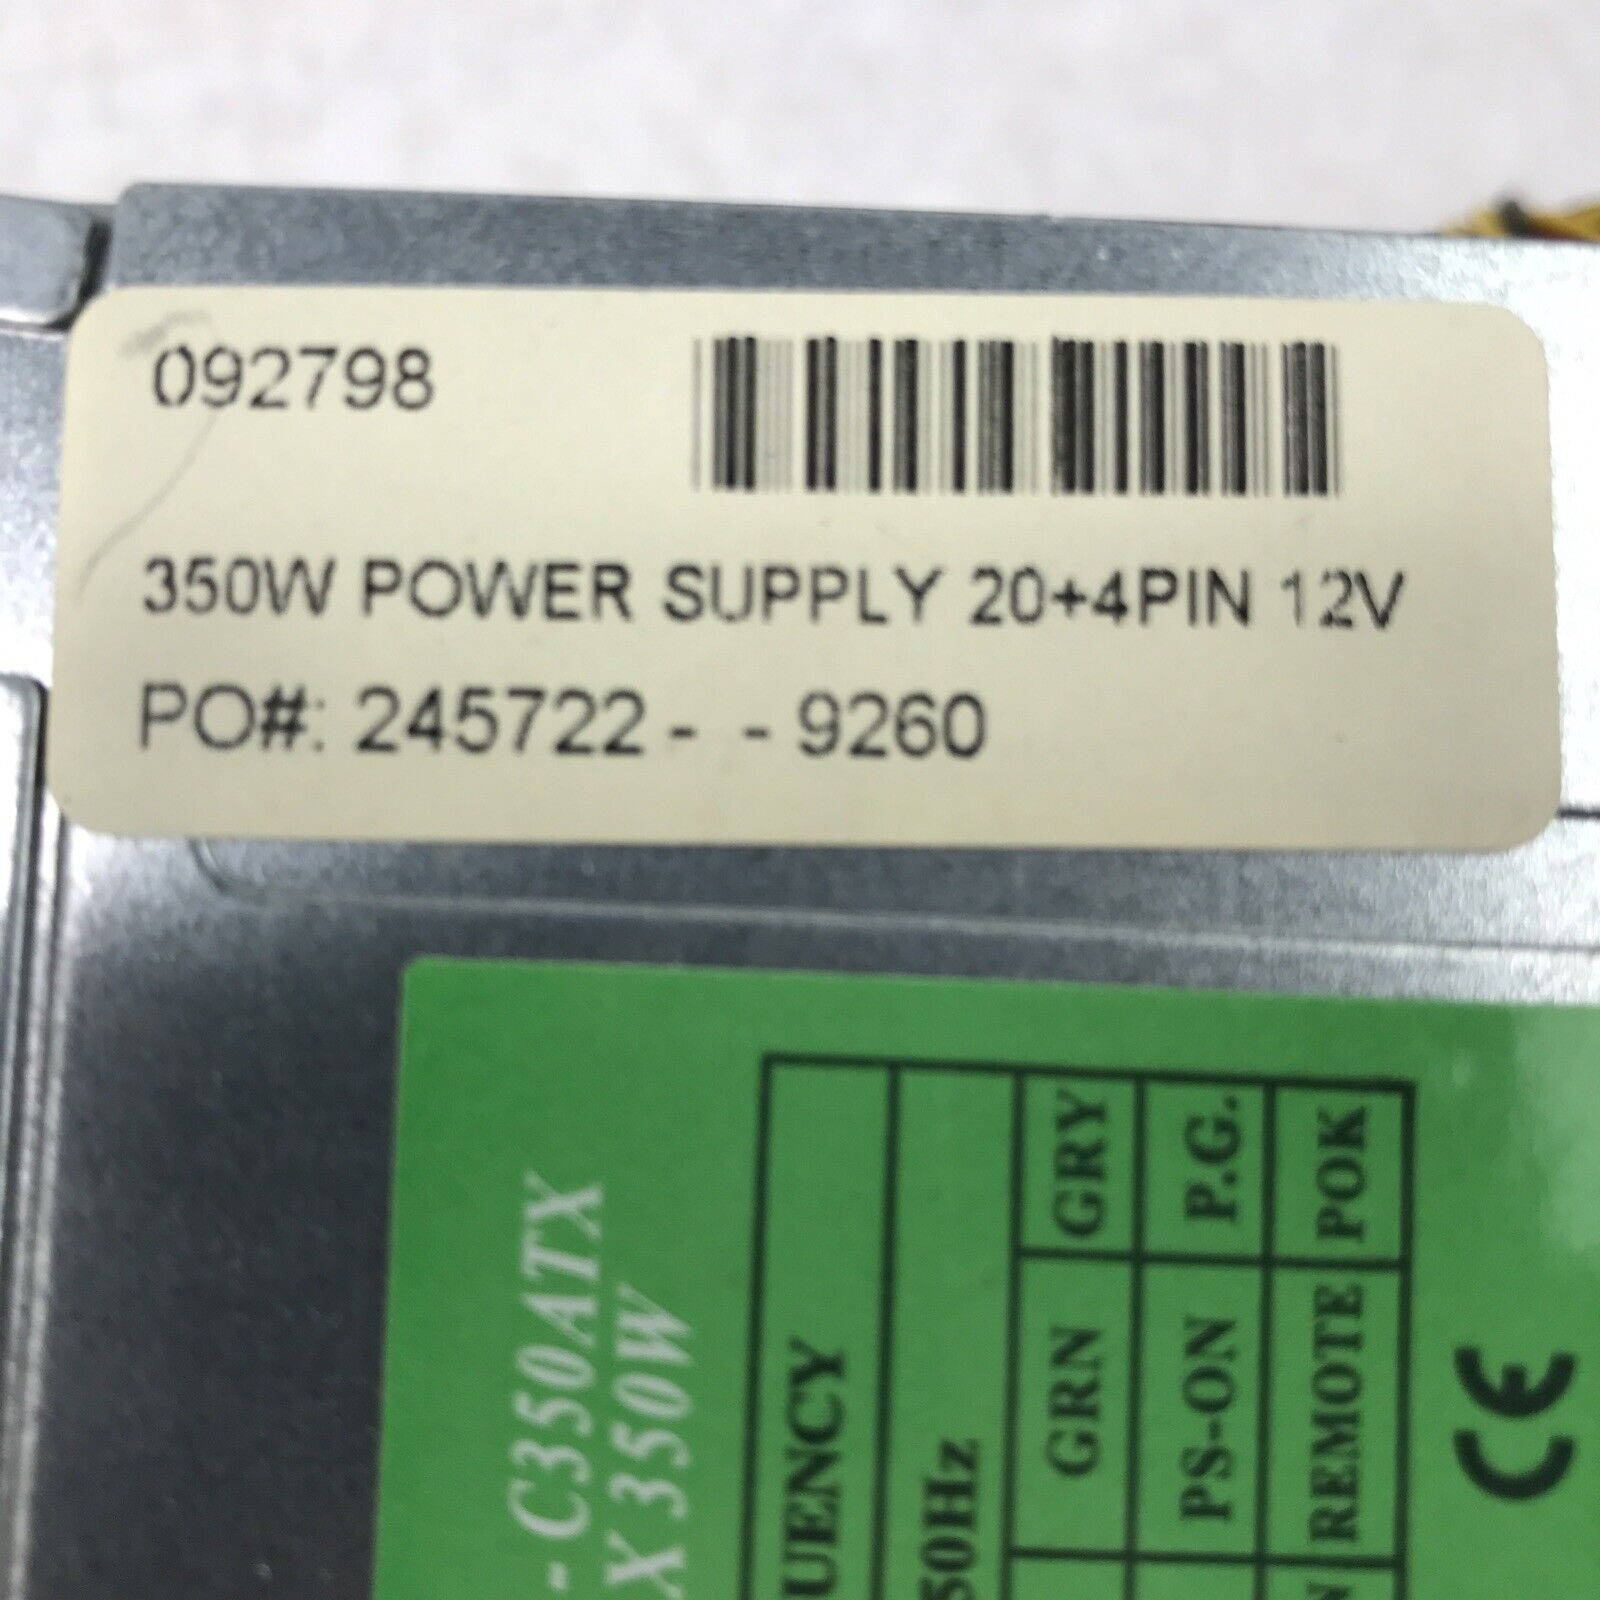 092798
350W POWER SUPPLY 20+4PIN 12V
PO#: 245722 - - 9260
-C350ATX
X 350W
50Hz
GRN GRY
PS-ON P.G.
REMOTE POK
CE